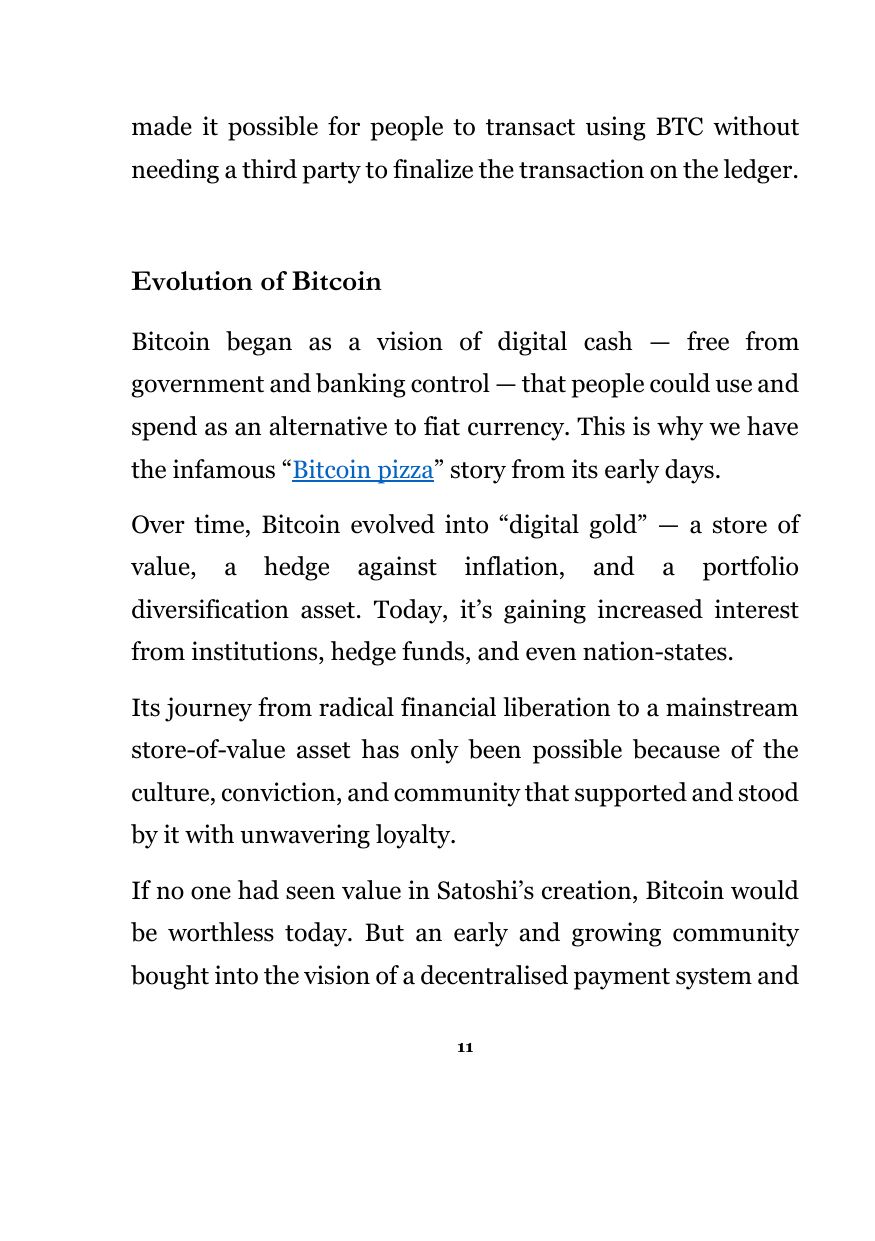 made it possible for people to transact using BTC without
needing a third party to finalize the transaction on the ledger.
Evolution of Bitcoin
Bitcoin began as a vision of digital cash — free from
government and banking control — that people could use and
spend as an alternative to fiat currency. This is why we have
the infamous “Bitcoin pizza” story from its early days.
Over time, Bitcoin evolved into “digital gold” — a store of
value, a hedge against inflation, and a portfolio
diversification asset. Today, it’s gaining increased interest
from institutions, hedge funds, and even nation-states.
Its journey from radical financial liberation to a mainstream
store-of-value asset has only been possible because of the
culture, conviction, and community that supported and stood
by it with unwavering loyalty.
If no one had seen value in Satoshi’s creation, Bitcoin would
be worthless today. But an early and growing community
bought into the vision of a decentralised payment system and
11